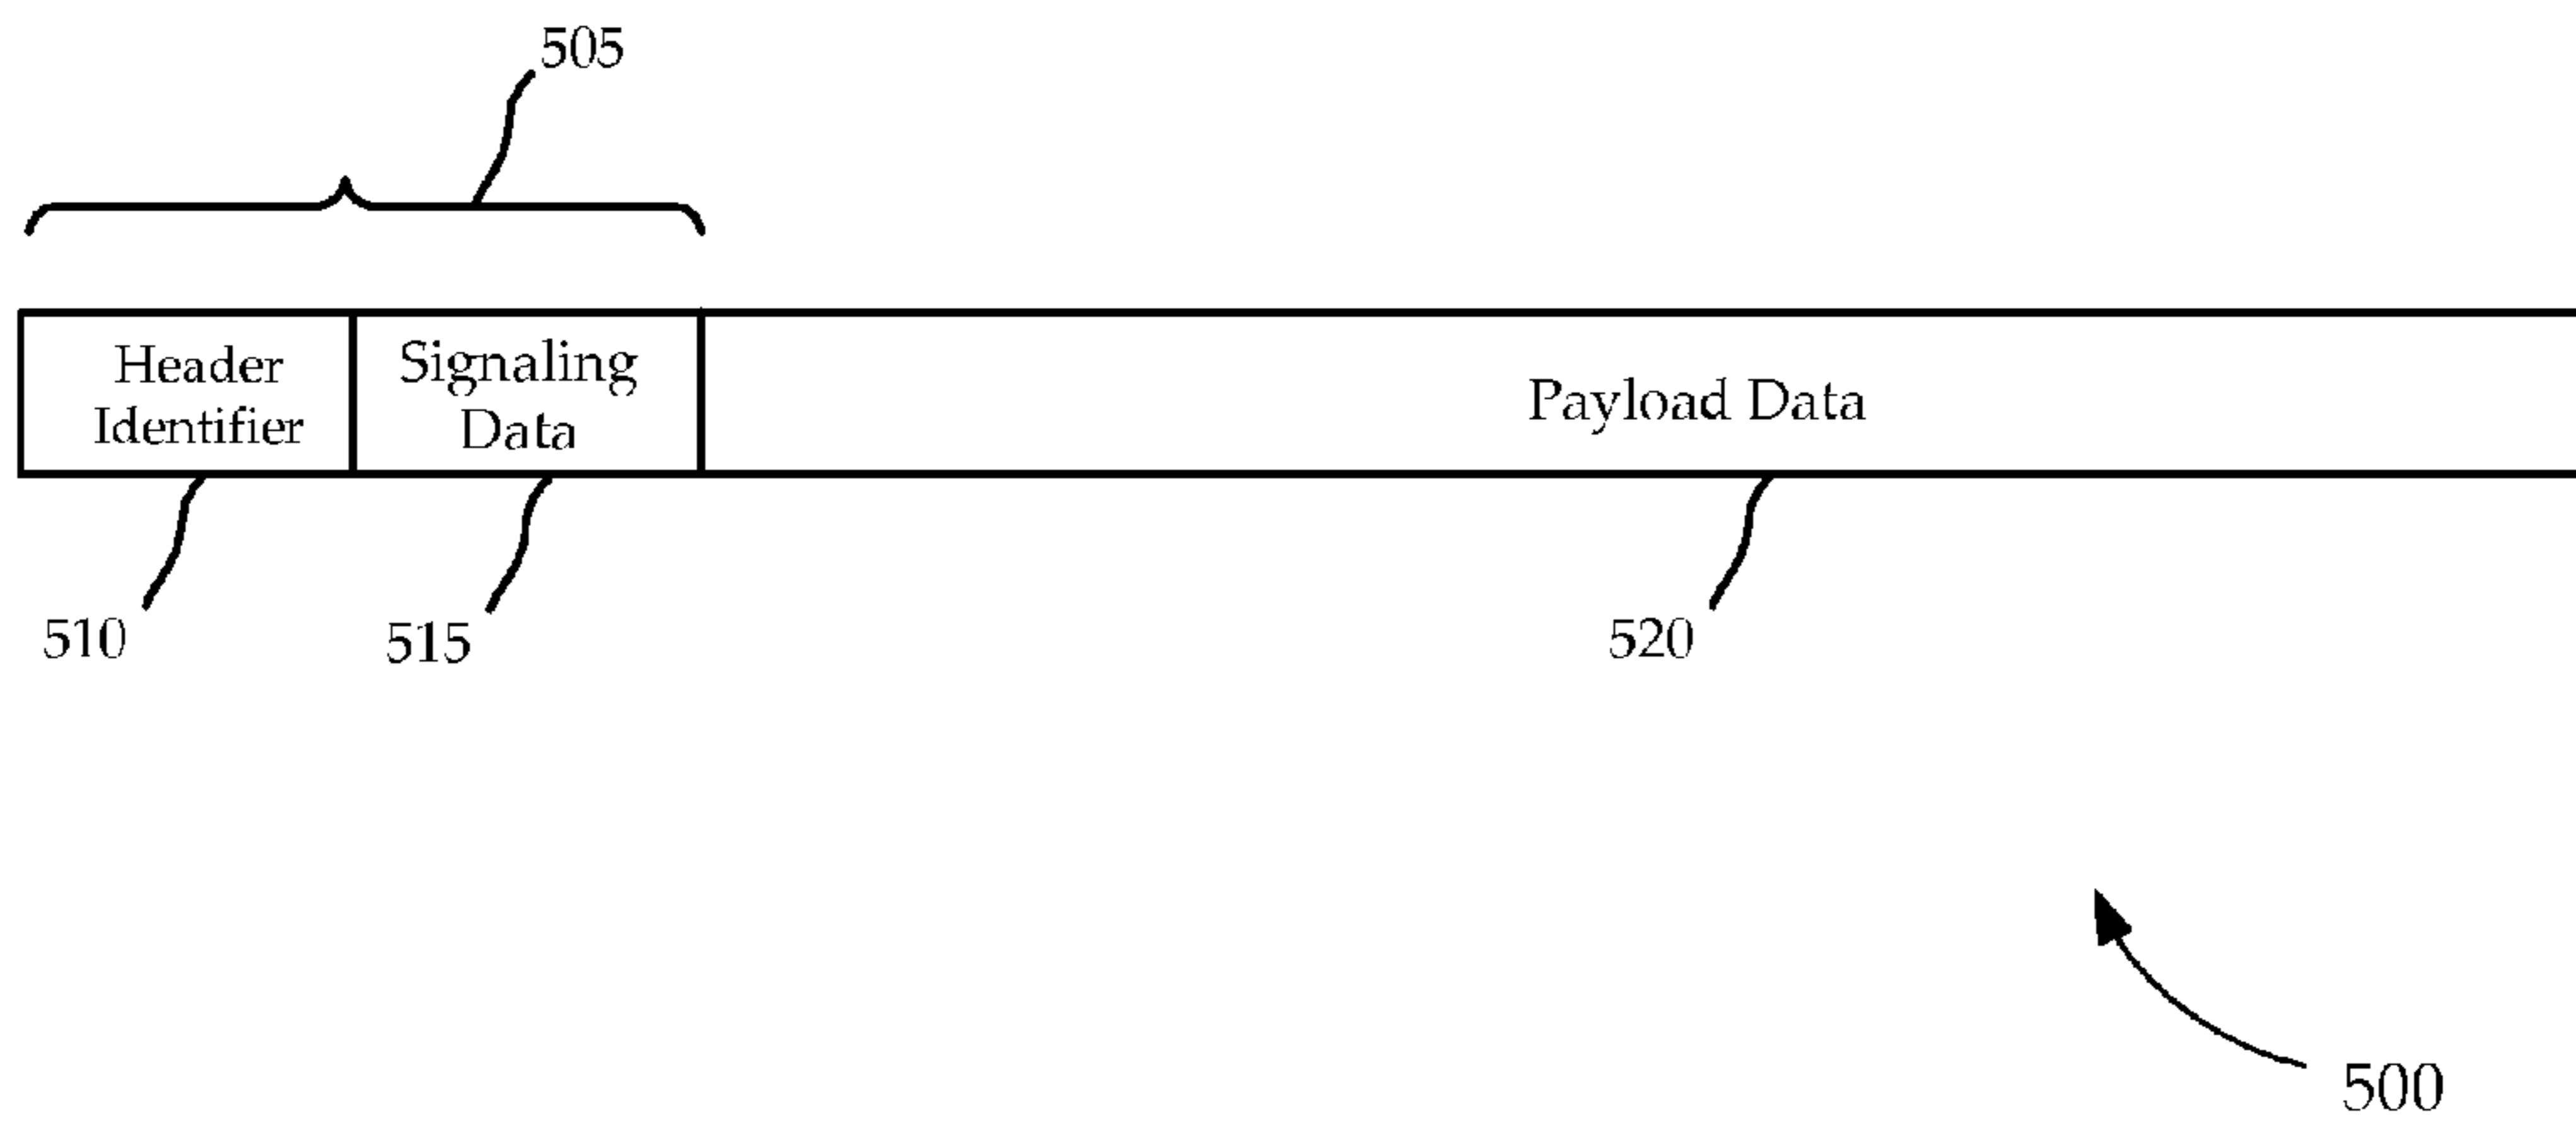 505
Header
Identifier
Signaling
Data
Payload Data
510
515
520
500